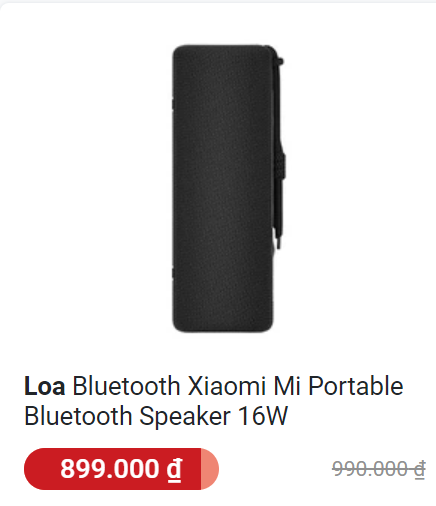 Loa Bluetooth Xiaomi Mi Portable
Bluetooth Speaker 16W
899.000 ₫
990.000 ₫